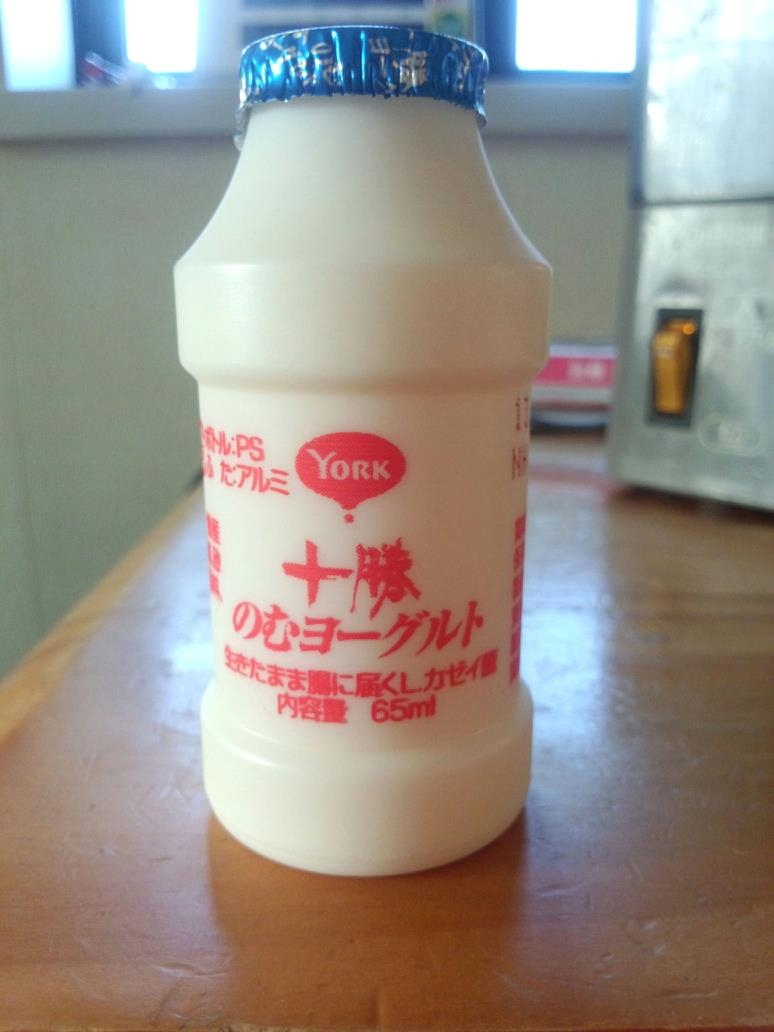 ボトル:PS
ふた:アルミ
YORK
十勝
のむヨーグルト
生きたまま腸に届くL.カゼイ菌
内容量 65ml